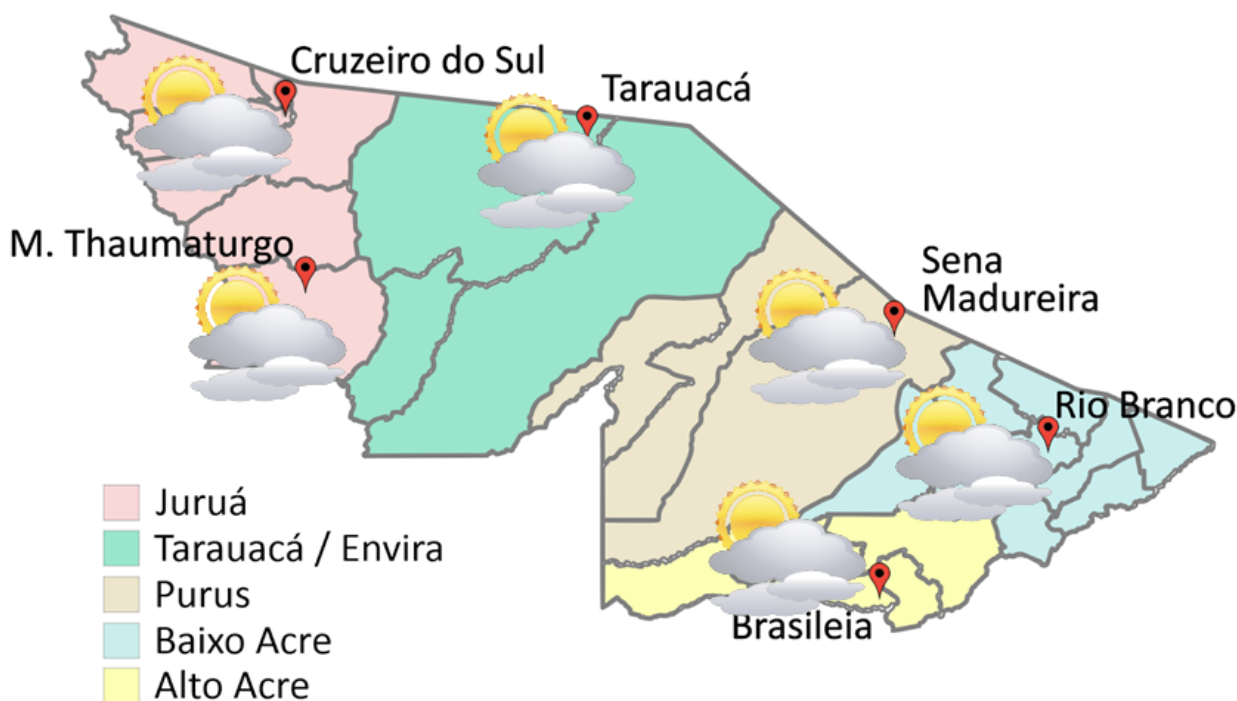 Cruzeiro do Sul
Tarauacá
M. Thaumaturgo
Sena
Madureira
Rio Branco
Brasileia
Juruá
Tarauacá / Envira
Purus
Baixo Acre
Alto Acre